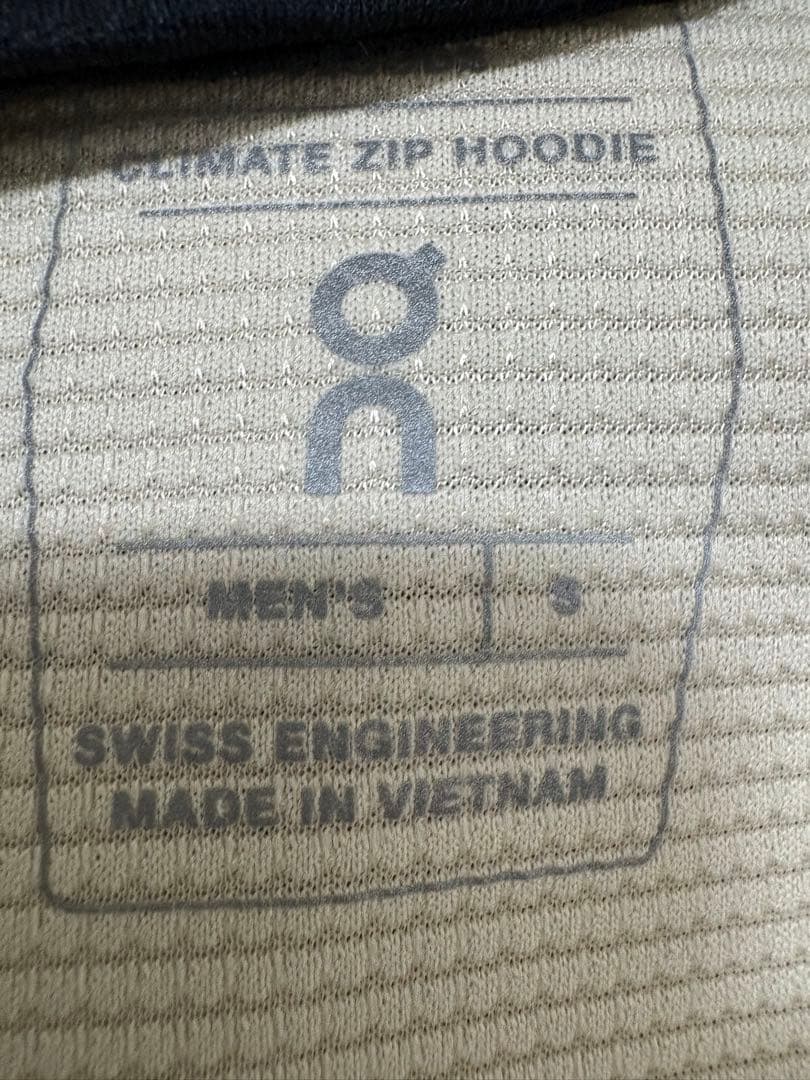 CLIMATE ZIP HOODIE
On
MEN'S S
SWISS ENGINEERING
MADE IN VIETNAM